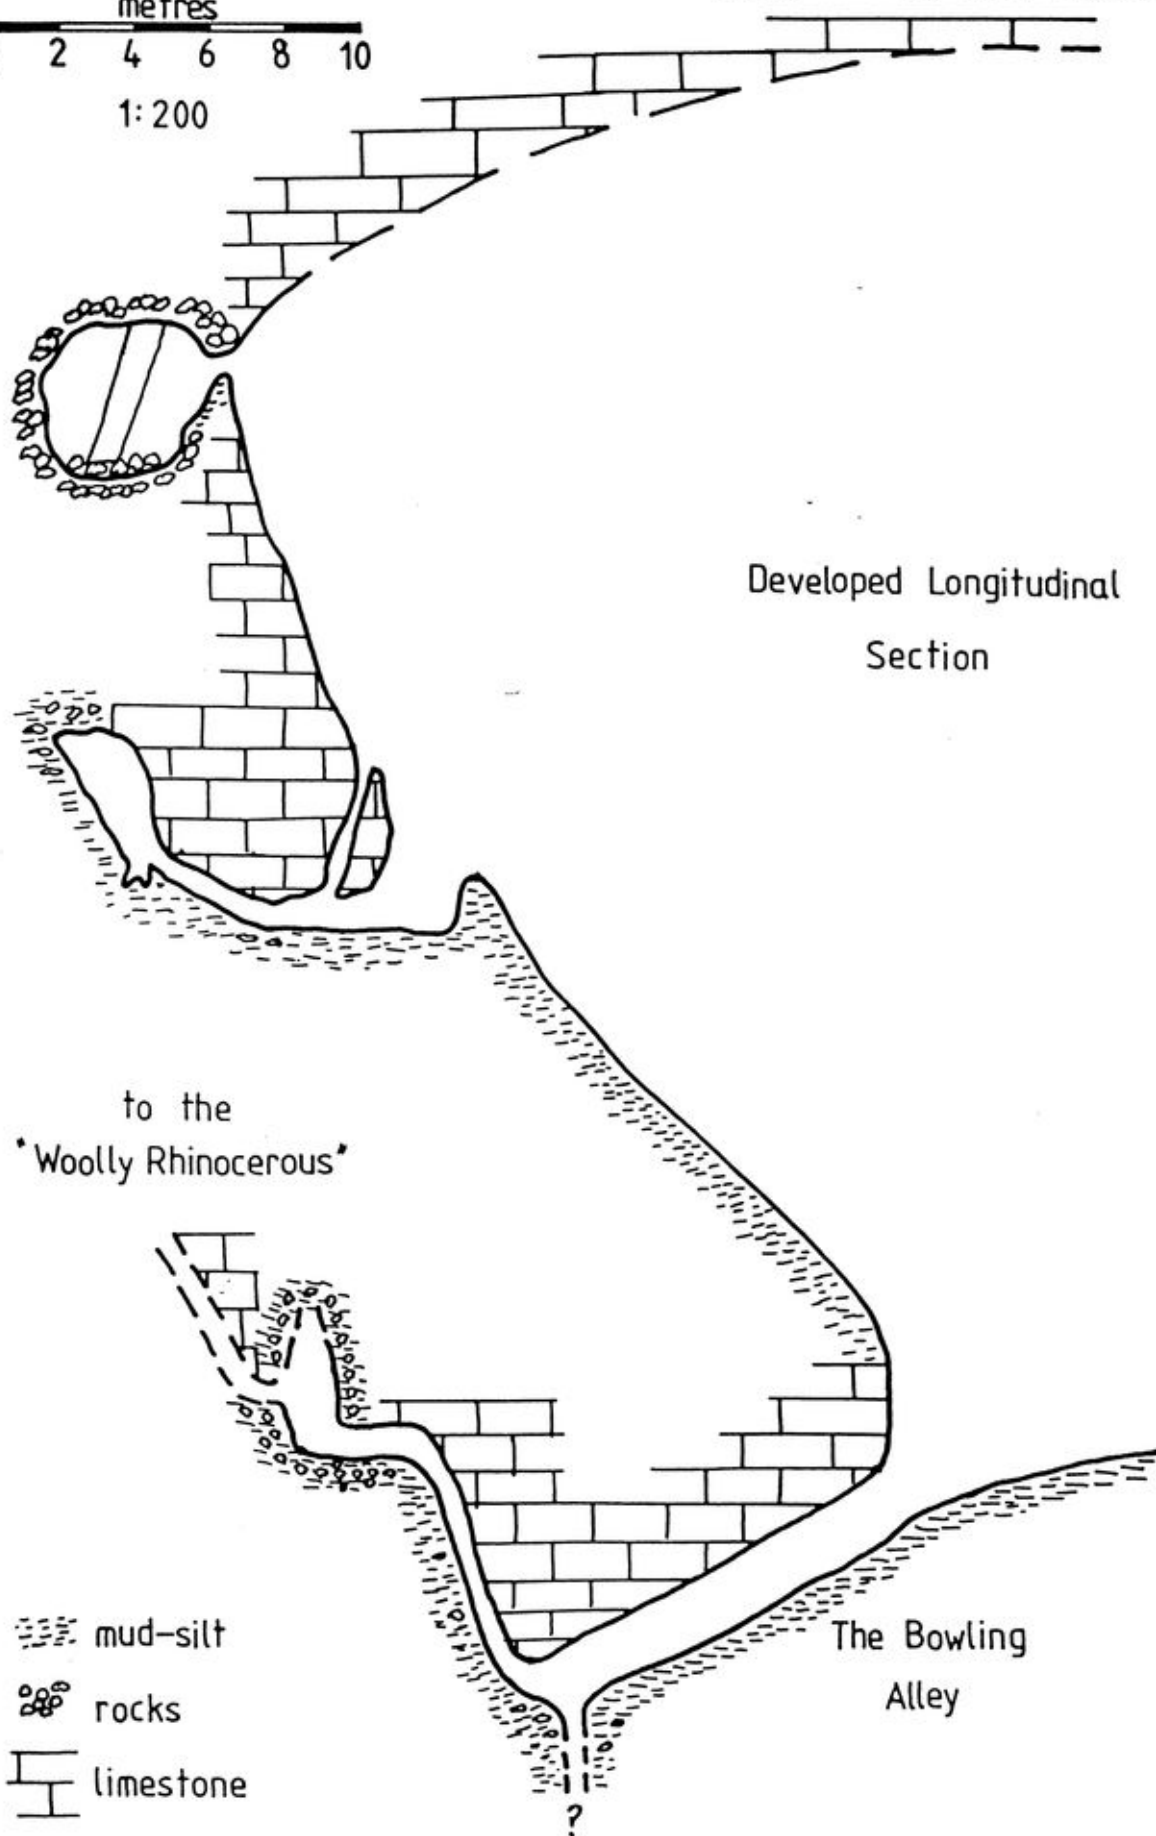 metres
2 4 6 8 10
1:200
Developed Longitudinal
Section
to the
"Woolly Rhinocerous"
mud-silt
rocks
limestone
The Bowling
Alley
?